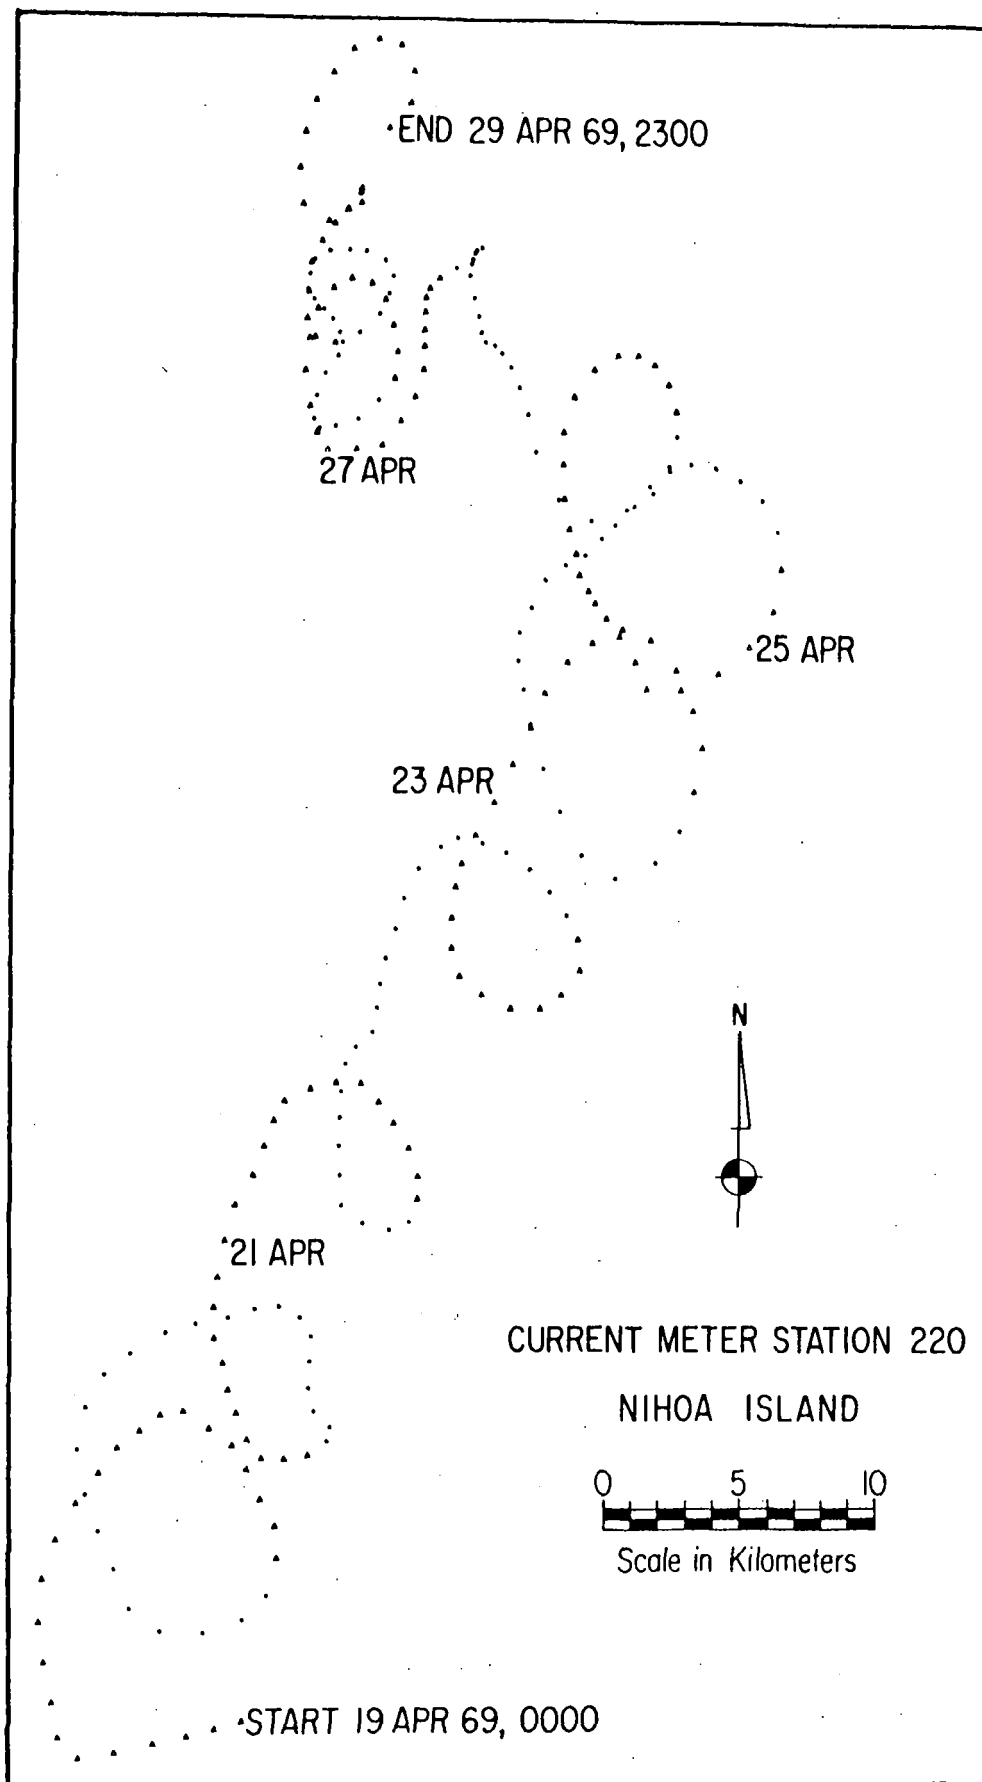 END 29 APR 69, 2300
27 APR
25 APR
23 APR
N
21 APR
CURRENT METER STATION 220
NIHOA ISLAND
0 5 10
Scale in Kilometers
START 19 APR 69, 0000